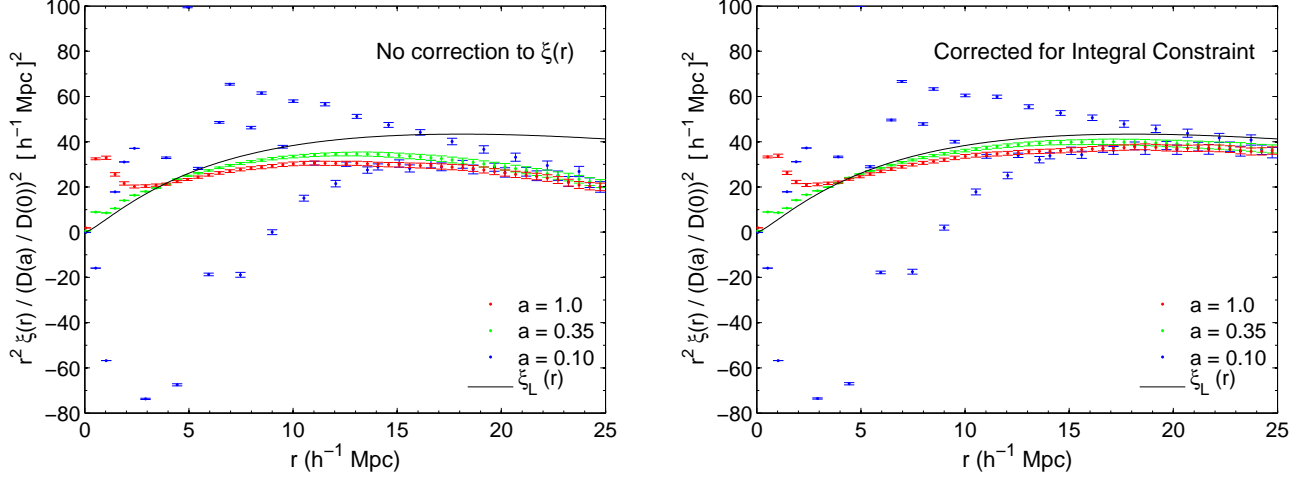 No correction to ξ(r)
r² ξ(r) / (D(a) / D(0))² [ h⁻¹ Mpc ]²
100
80
60
40
20
0
−20
−40
−60
−80
a = 1.0
a = 0.35
a = 0.10
ξ_L (r)
0 5 10 15 20 25
r (h⁻¹ Mpc)
Corrected for Integral Constraint
r² ξ(r) / (D(a) / D(0))² [ h⁻¹ Mpc ]²
100
80
60
40
20
0
−20
−40
−60
−80
a = 1.0
a = 0.35
a = 0.10
ξ_L (r)
0 5 10 15 20 25
r (h⁻¹ Mpc)